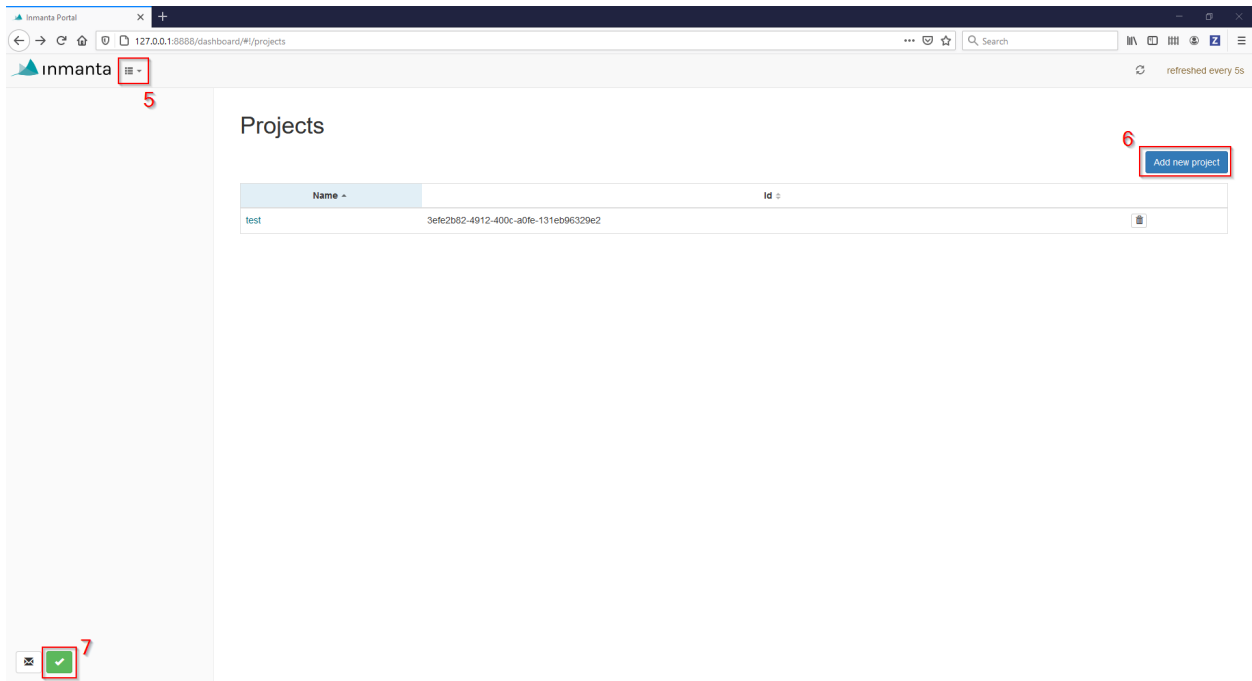 Inmanta Portal
127.0.0.1:8888/dashboard/#!/projects
Search
Z
ınmanta
refreshed every 5s
5
Projects
6
Add new project
Name
Id
test
3efe2b82-4912-400c-a0fe-131eb96329e2
7